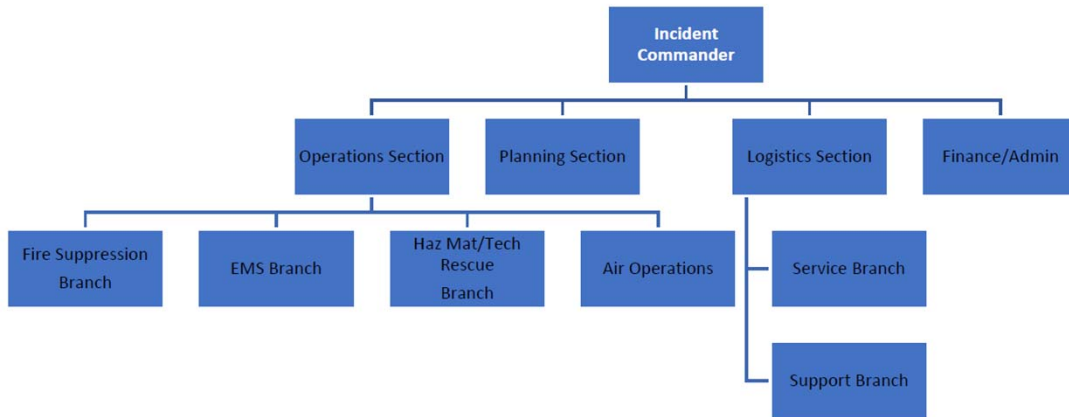 Incident
Commander
Operations Section
Planning Section
Logistics Section
Finance/Admin
Fire Suppression
Branch
EMS Branch
Haz Mat/Tech
Rescue
Branch
Air Operations
Service Branch
Support Branch